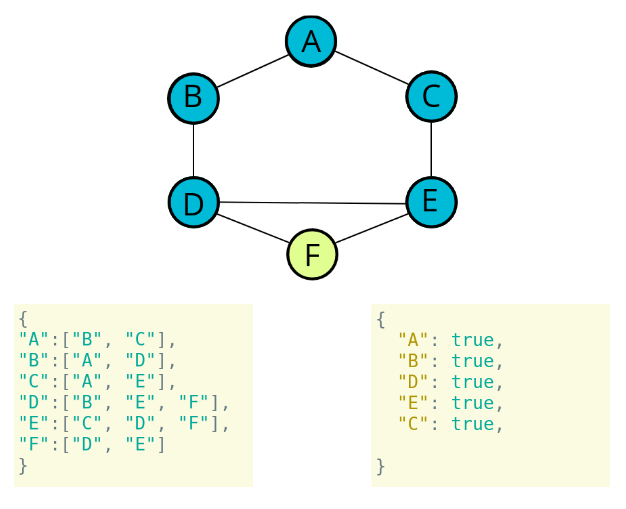 A
B
C
D
E
F
{
"A":["B", "C"],
"B":["A", "D"],
"C":["A", "E"],
"D":["B", "E", "F"],
"E":["C", "D", "F"],
"F":["D", "E"]
}
{
"A": true,
"B": true,
"D": true,
"E": true,
"C": true,
}